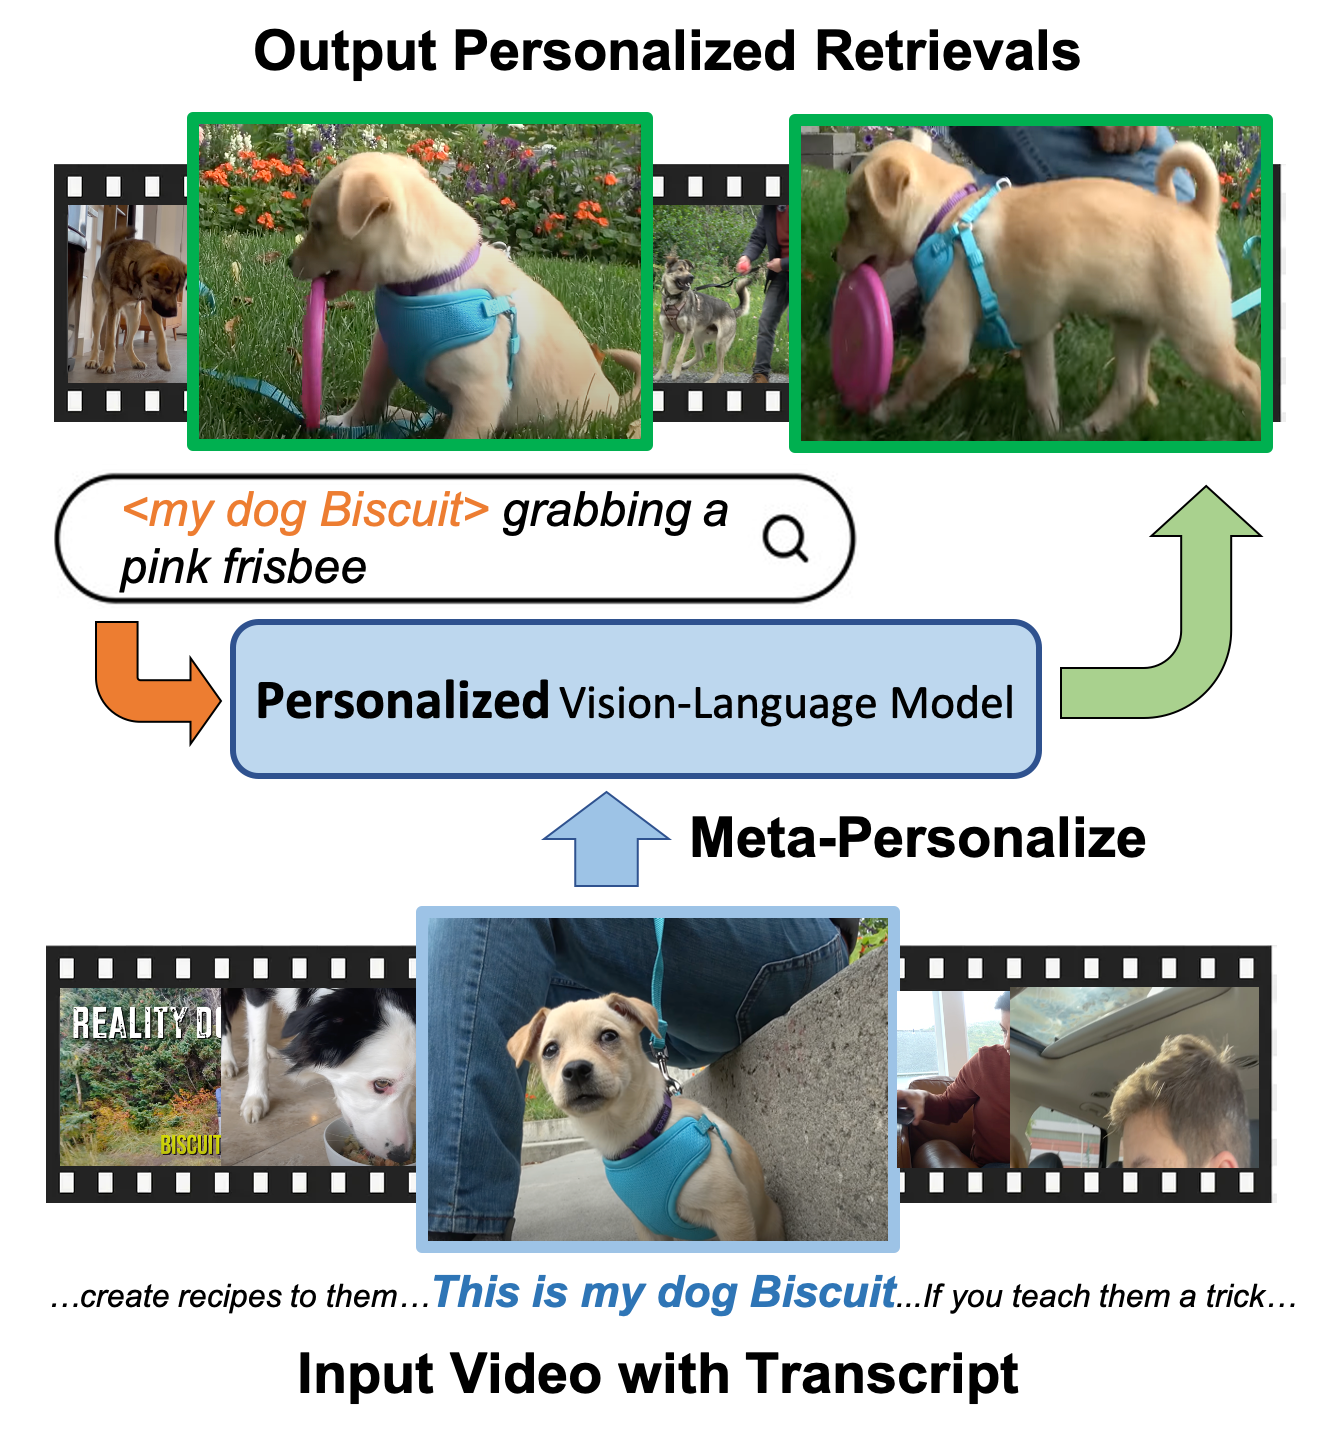 Output Personalized Retrievals
<my dog Biscuit> grabbing a
pink frisbee
Personalized Vision-Language Model
Meta-Personalize
REALITY D
BISCUIT
…create recipes to them…This is my dog Biscuit...If you teach them a trick…
Input Video with Transcript